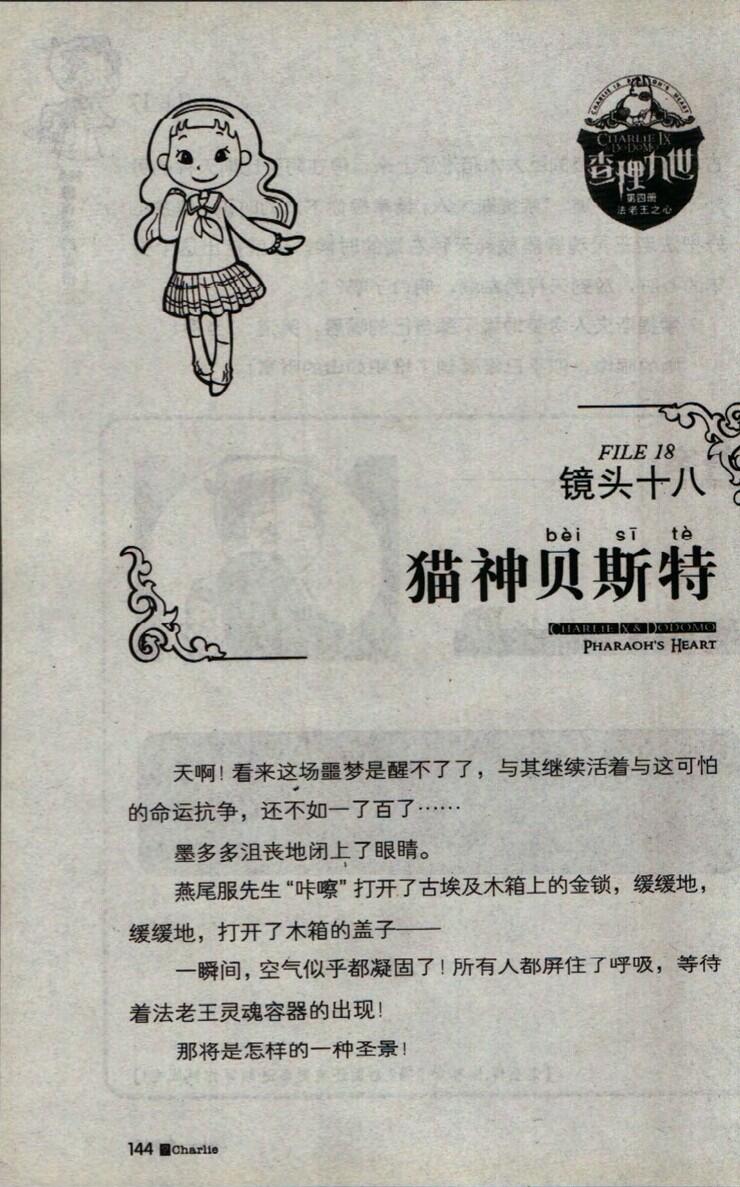 CHARLIE IX PHARAOH'S HEART
CHARLIE IX
& DODOMO
查理九世
第四册
法老王之心
FILE 18
镜头十八
bèi sī tè
猫神贝斯特
CHARLIE IX & DODOMO
PHARAOH'S HEART
天啊！看来这场噩梦是醒不了了，与其继续活着与这可怕
的命运抗争，还不如一了百了……
墨多多沮丧地闭上了眼睛。
燕尾服先生“咔嚓”打开了古埃及木箱上的金锁，缓缓地，
缓缓地，打开了木箱的盖子——
一瞬间，空气似乎都凝固了！所有人都屏住了呼吸，等待
着法老王灵魂容器的出现！
那将是怎样的一种圣景！
144 Charlie